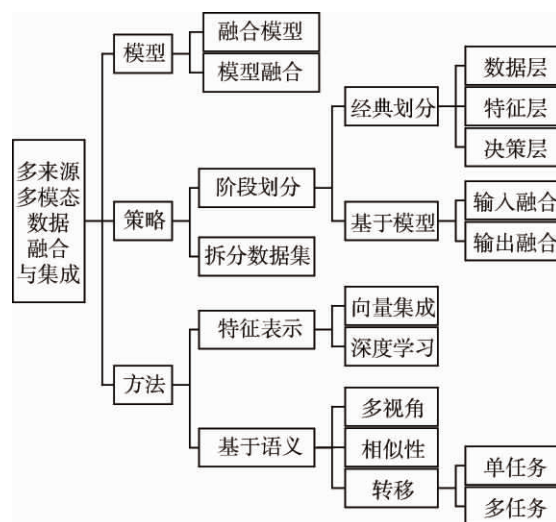 多来源
多模态
数据
融合
与集成
模型
融合模型
模型融合
策略
阶段划分
经典划分
数据层
特征层
决策层
基于模型
输入融合
输出融合
拆分数据集
方法
特征表示
向量集成
深度学习
基于语义
多视角
相似性
转移
单任务
多任务